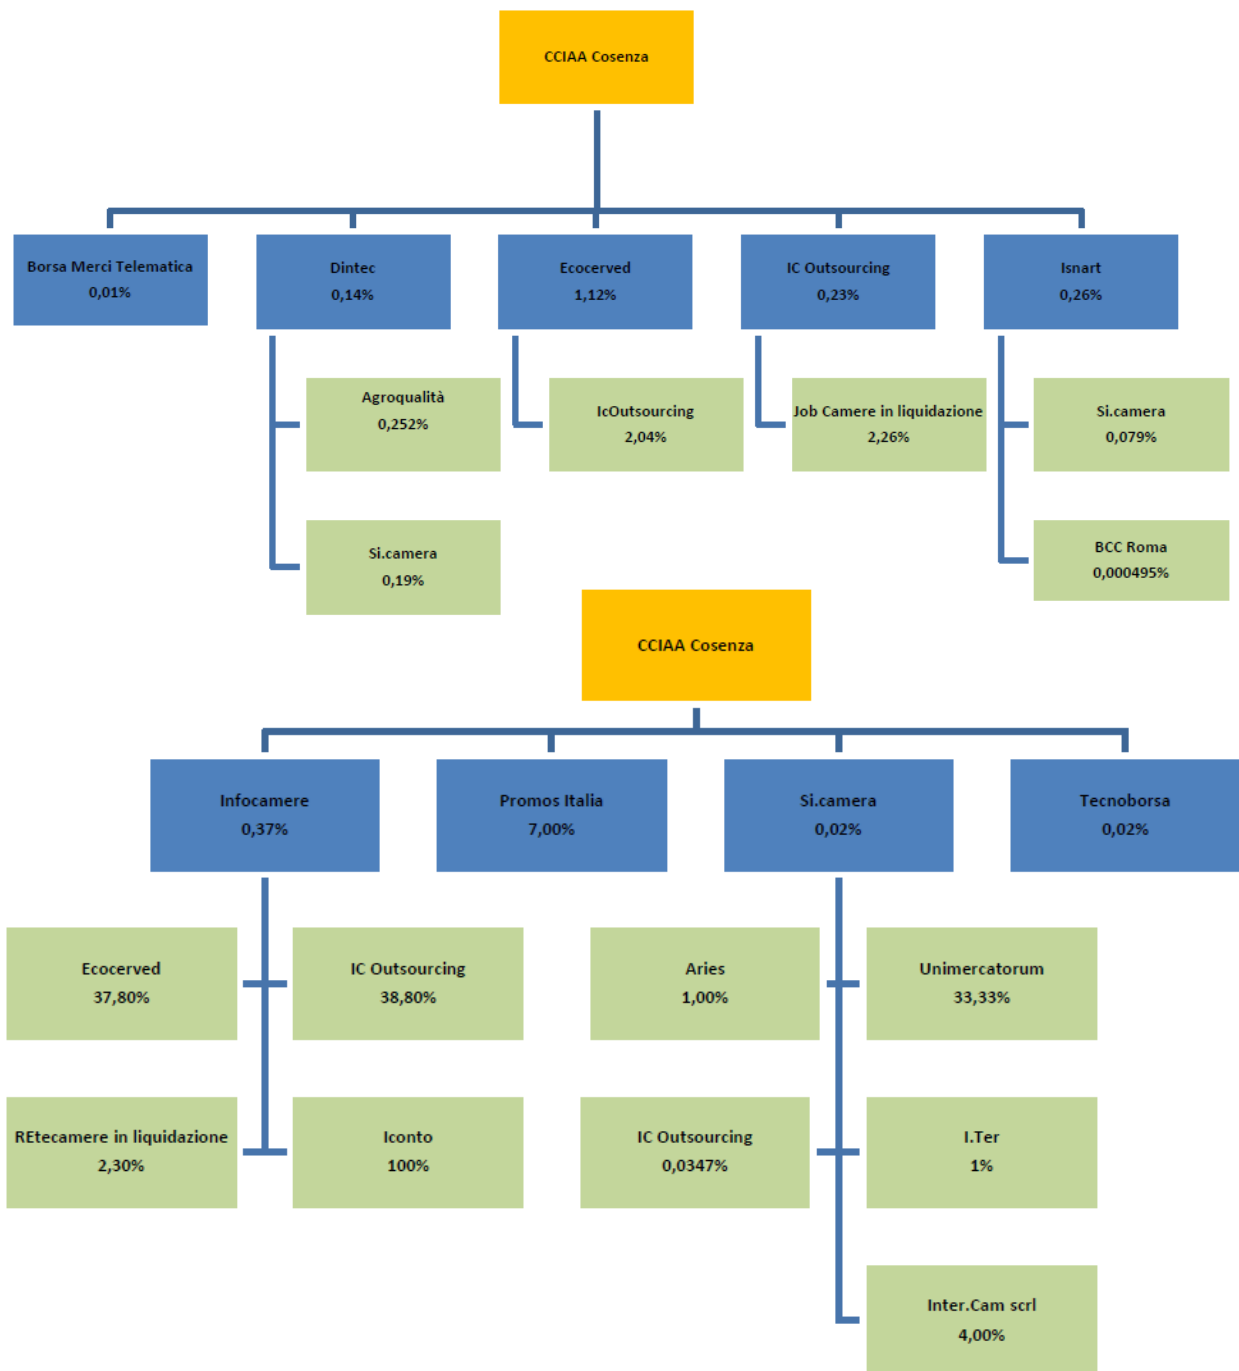 CCIAA Cosenza
Borsa Merci Telematica
0,01%
Dintec
0,14%
Ecocerved
1,12%
IC Outsourcing
0,23%
Isnart
0,26%
Agroqualità
0,252%
IcOutsourcing
2,04%
Job Camere in liquidazione
2,26%
Si.camera
0,079%
Si.camera
0,19%
BCC Roma
0,000495%
CCIAA Cosenza
Infocamere
0,37%
Promos Italia
7,00%
Si.camera
0,02%
Tecnoborsa
0,02%
Ecocerved
37,80%
IC Outsourcing
38,80%
Aries
1,00%
Unimercatorum
33,33%
REtecamere in liquidazione
2,30%
Iconto
100%
IC Outsourcing
0,0347%
I.Ter
1%
Inter.Cam scrl
4,00%